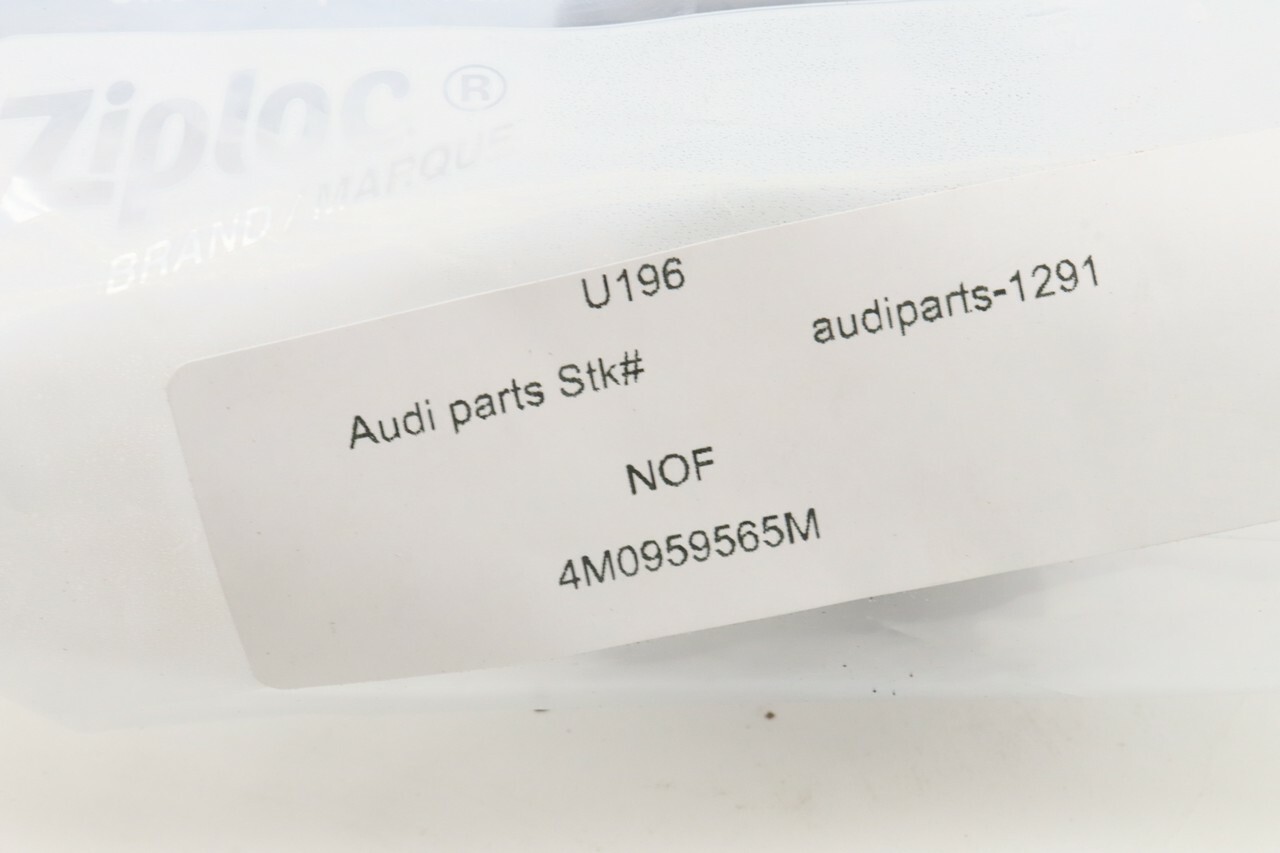 Ziploc®
BRAND / MARQUE
U196
Audi parts Stk# audiparts-1291
NOF
4M0959565M